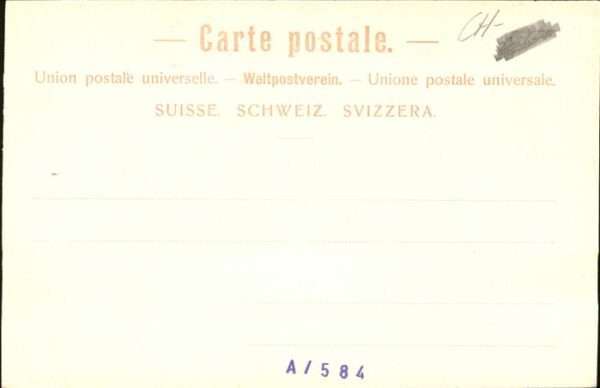 — Carte postale. —
CH-
Union postale universelle. — Weltpostverein. — Unione postale universale.
SUISSE. SCHWEIZ. SVIZZERA.
A/584